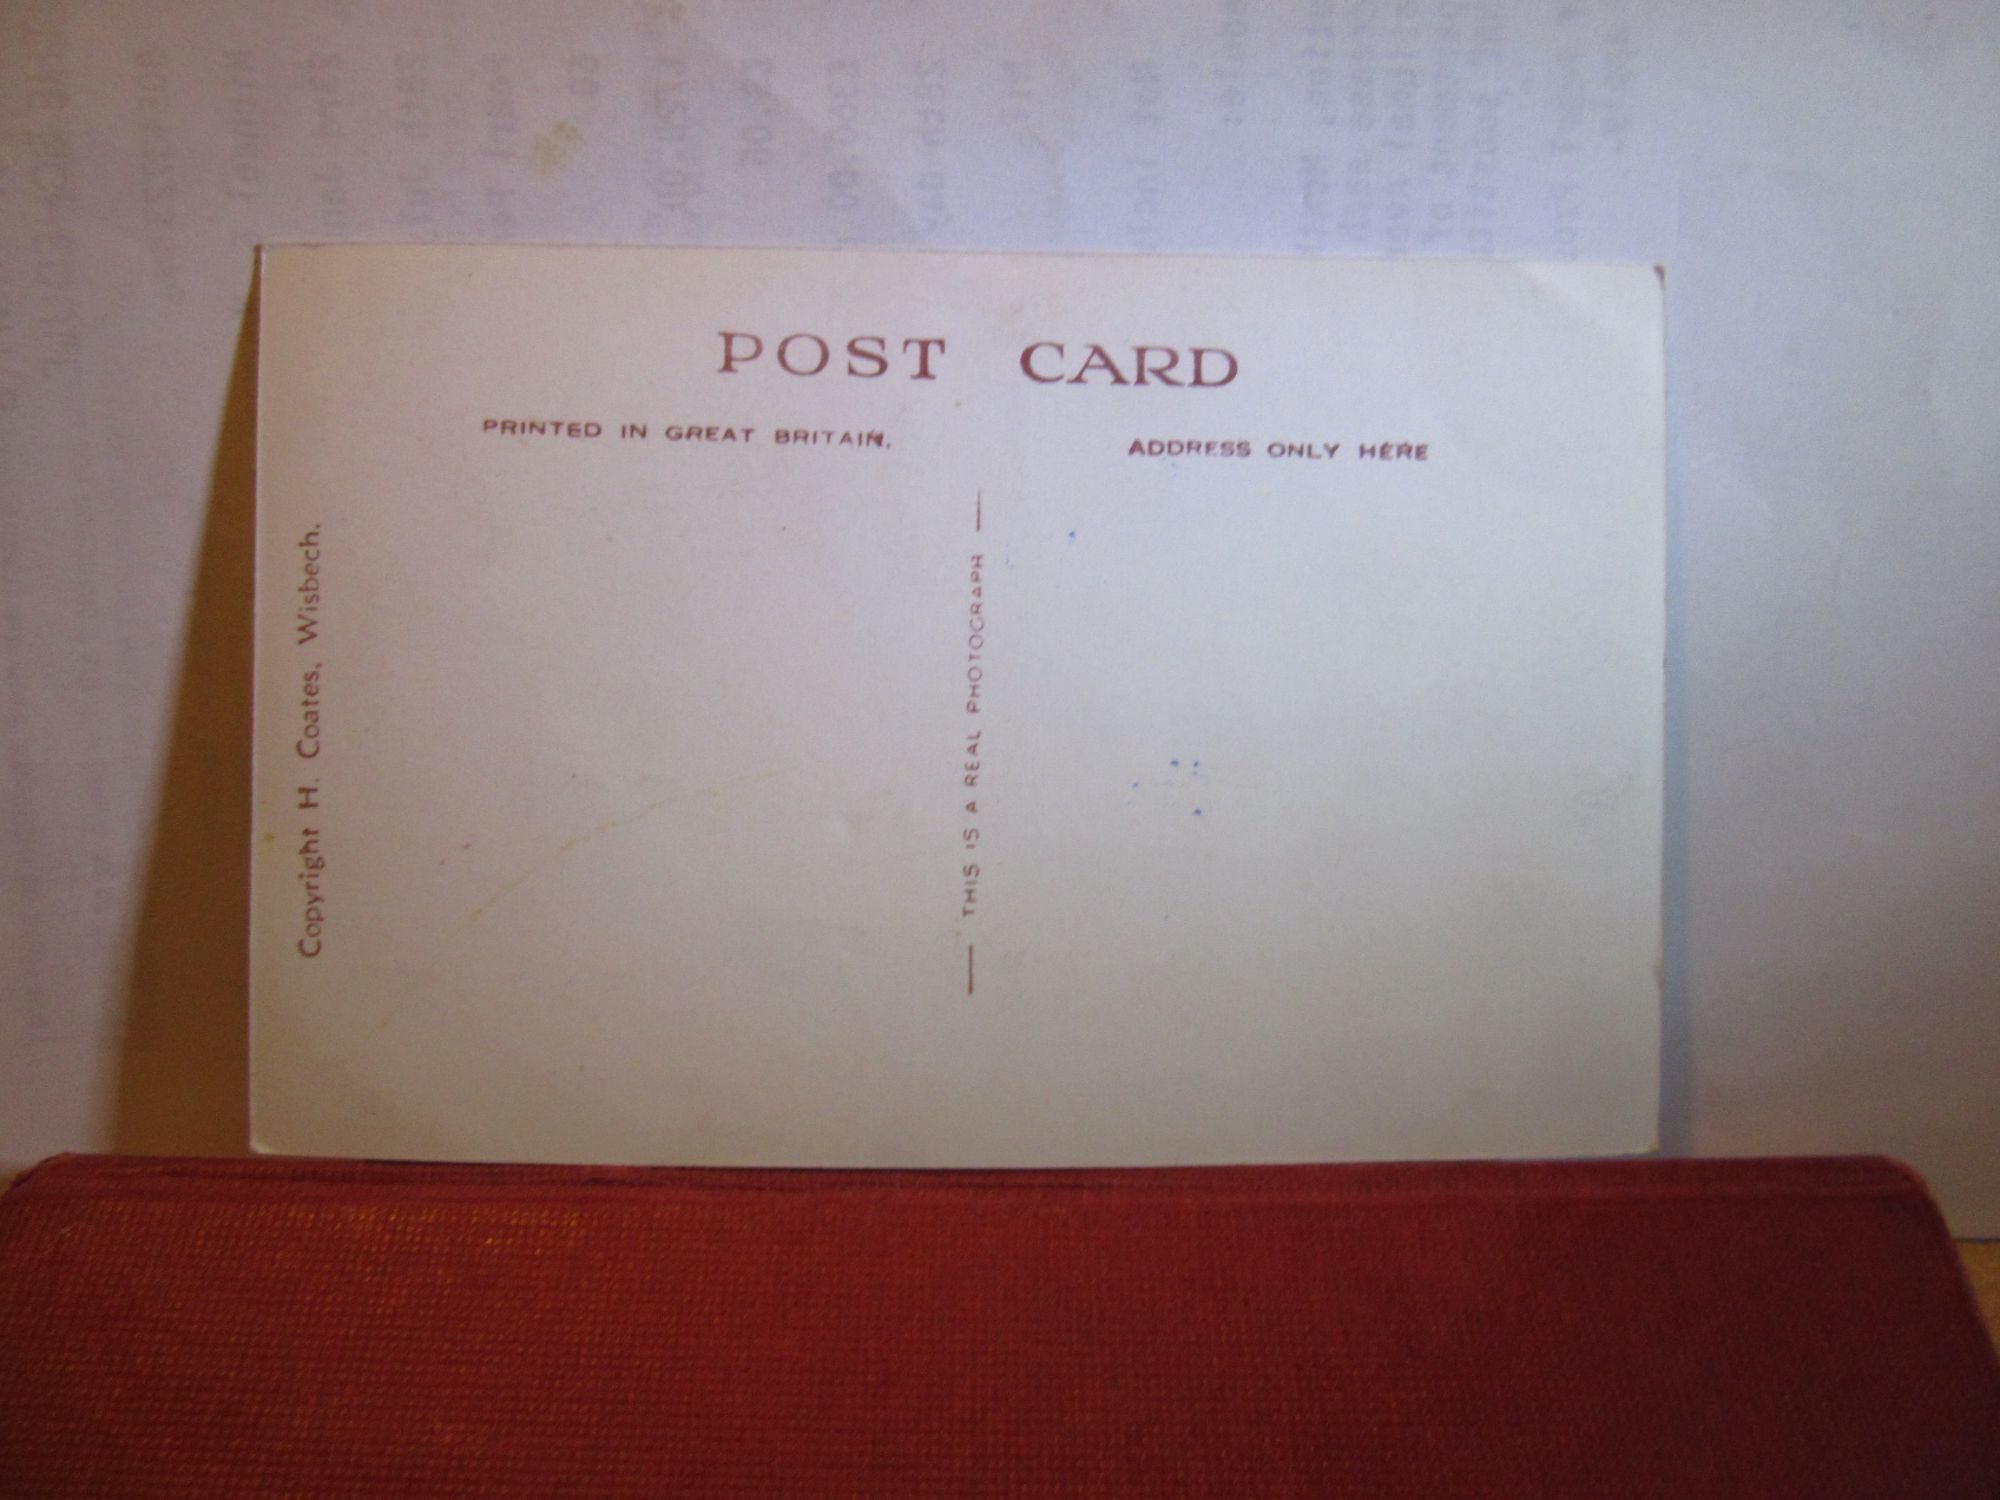 POST CARD
PRINTED IN GREAT BRITAIN.
ADDRESS ONLY HERE
Copyright H. Coates, Wisbech.
THIS IS A REAL PHOTOGRAPH